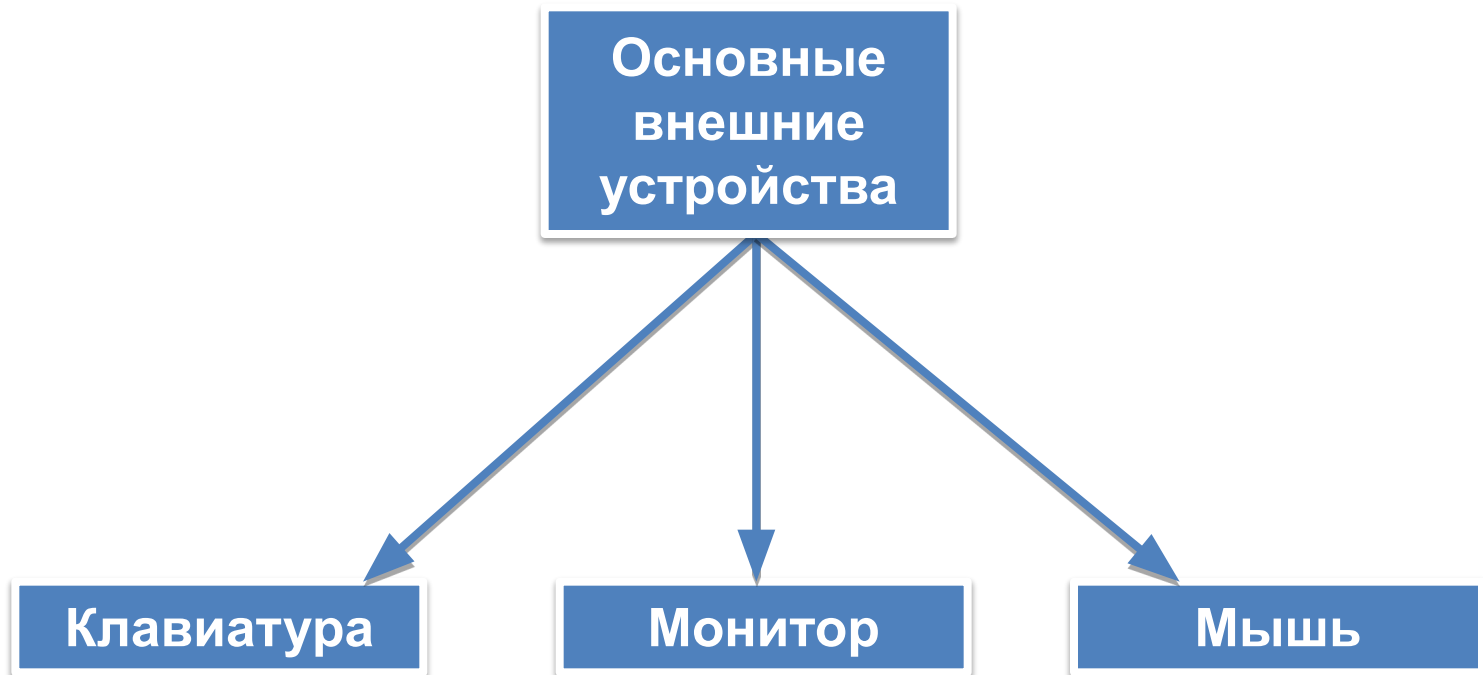 Основные
внешние
устройства
Клавиатура
Монитор
Мышь